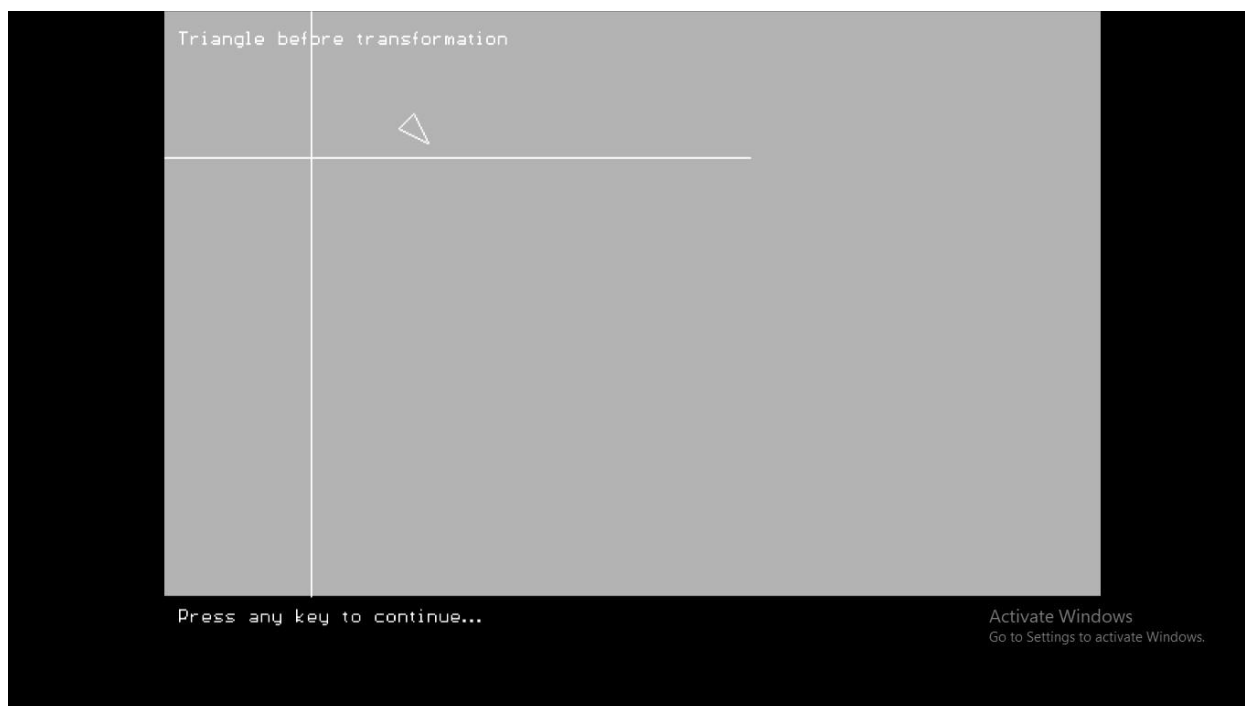 Triangle before transformation
Press any key to continue...
Activate Windows
Go to Settings to activate Windows.